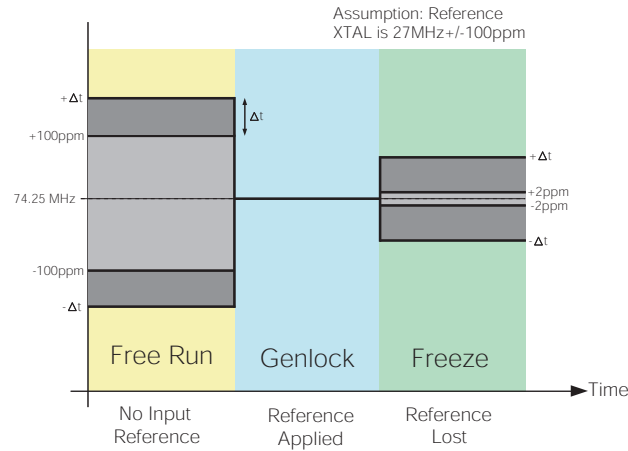 Assumption: Reference
XTAL is 27MHz+/-100ppm
+Δt
Δt
+100ppm
+Δt
+2ppm
74.25 MHz
-2ppm
-Δt
-100ppm
-Δt
Free Run
Genlock
Freeze
Time
No Input
Reference
Reference
Applied
Reference
Lost